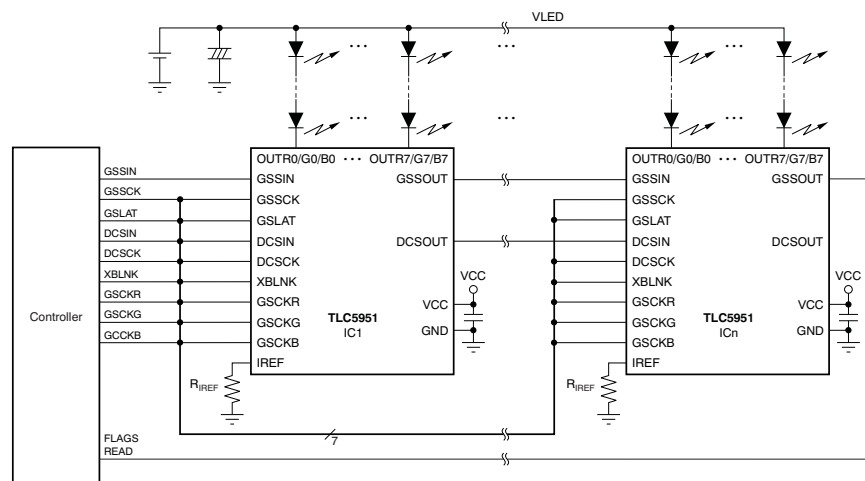 VLED
... ... ... ...
... ... ... ...
OUTR0/G0/B0 ... OUTR7/G7/B7
OUTR0/G0/B0 ... OUTR7/G7/B7
GSSIN
GSSIN
GSSOUT
GSSIN
GSSOUT
GSSCK
GSSCK
GSSCK
GSLAT
GSLAT
GSLAT
DCSIN
DCSIN
DCSOUT
DCSIN
DCSOUT
DCSCK
DCSCK
DCSCK
VCC
VCC
XBLNK
XBLNK
XBLNK
GSCKR
GSCKR
VCC
GSCKR
VCC
Controller
TLC5951
TLC5951
GSCKG
GSCKG
IC1
GND
GSCKG
ICn
GND
GCCKB
GSCKB
GSCKB
IREF
IREF
RIREF
RIREF
7
FLAGS
READ